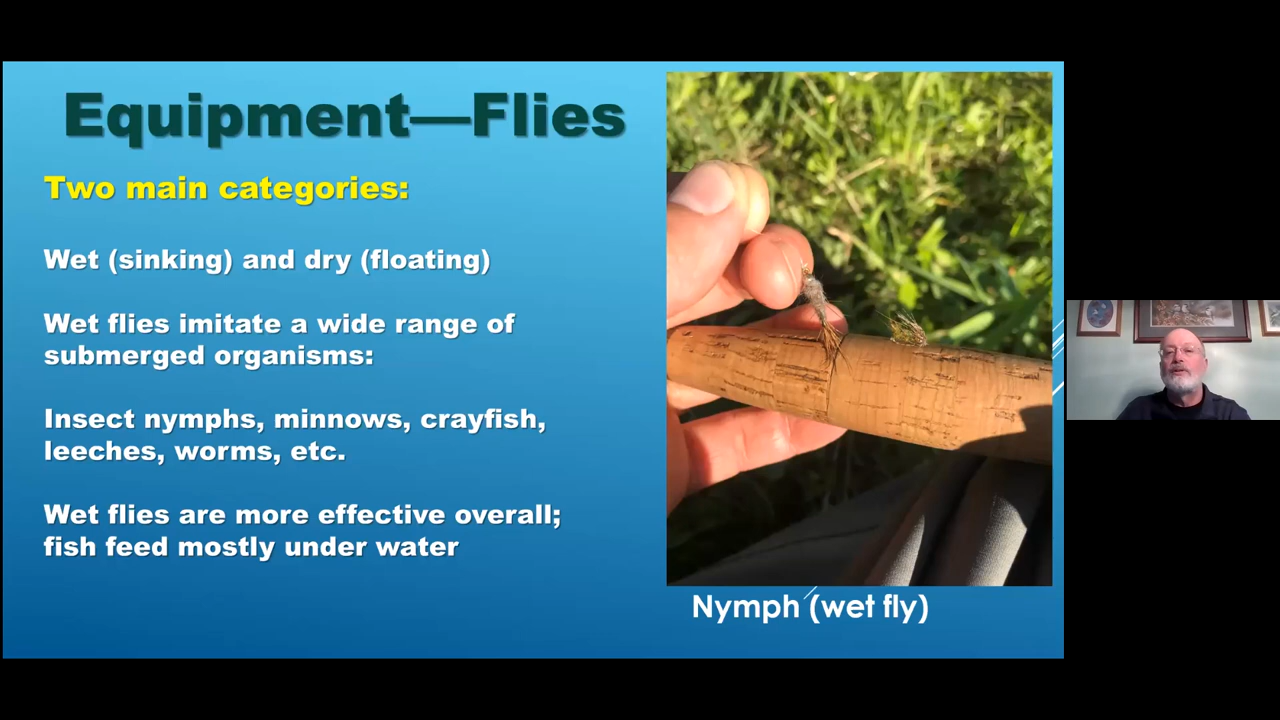 Equipment—Flies
Two main categories:
Wet (sinking) and dry (floating)
Wet flies imitate a wide range of
submerged organisms:
Insect nymphs, minnows, crayfish,
leeches, worms, etc.
Wet flies are more effective overall;
fish feed mostly under water
Nymph (wet fly)